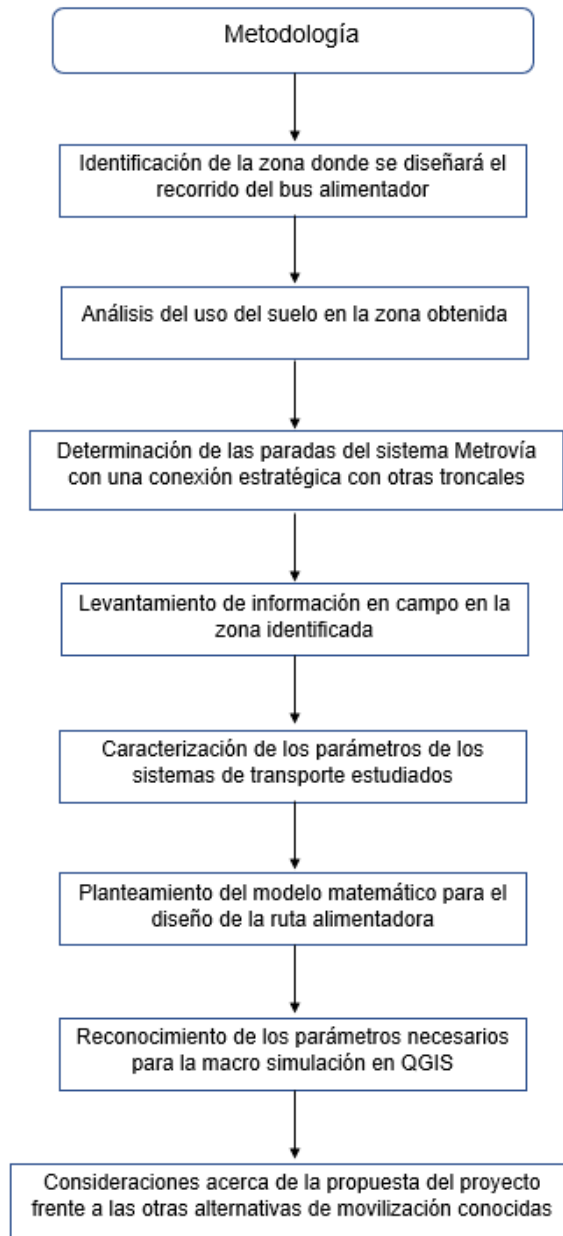 Metodología
Identificación de la zona donde se diseñará el
recorrido del bus alimentador
Análisis del uso del suelo en la zona obtenida
Determinación de las paradas del sistema Metrovía
con una conexión estratégica con otras troncales
Levantamiento de información en campo en la
zona identificada
Caracterización de los parámetros de los
sistemas de transporte estudiados
Planteamiento del modelo matemático para el
diseño de la ruta alimentadora
Reconocimiento de los parámetros necesarios
para la macro simulación en QGIS
Consideraciones acerca de la propuesta del proyecto
frente a las otras alternativas de movilización conocidas